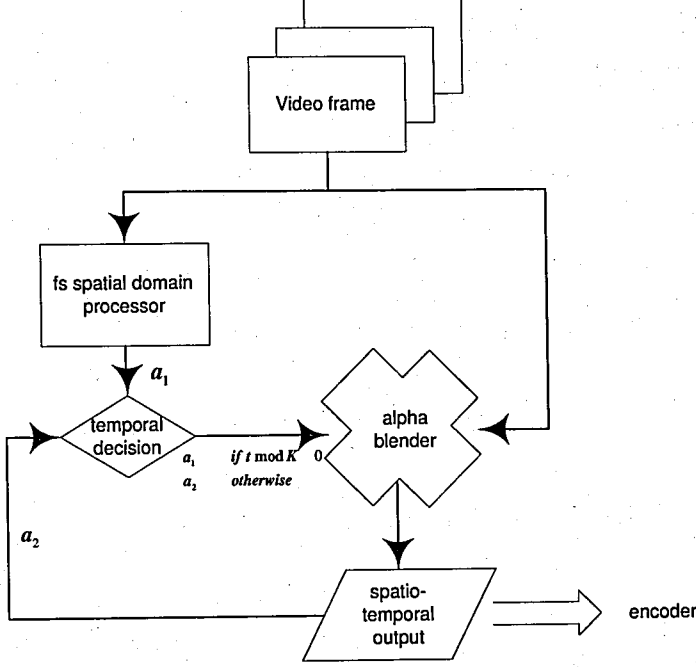 Video frame
fs spatial domain
processor
a1
temporal
decision
alpha
blender
a1 if t mod K 0
a2 otherwise
a2
spatio-
temporal
output
encoder